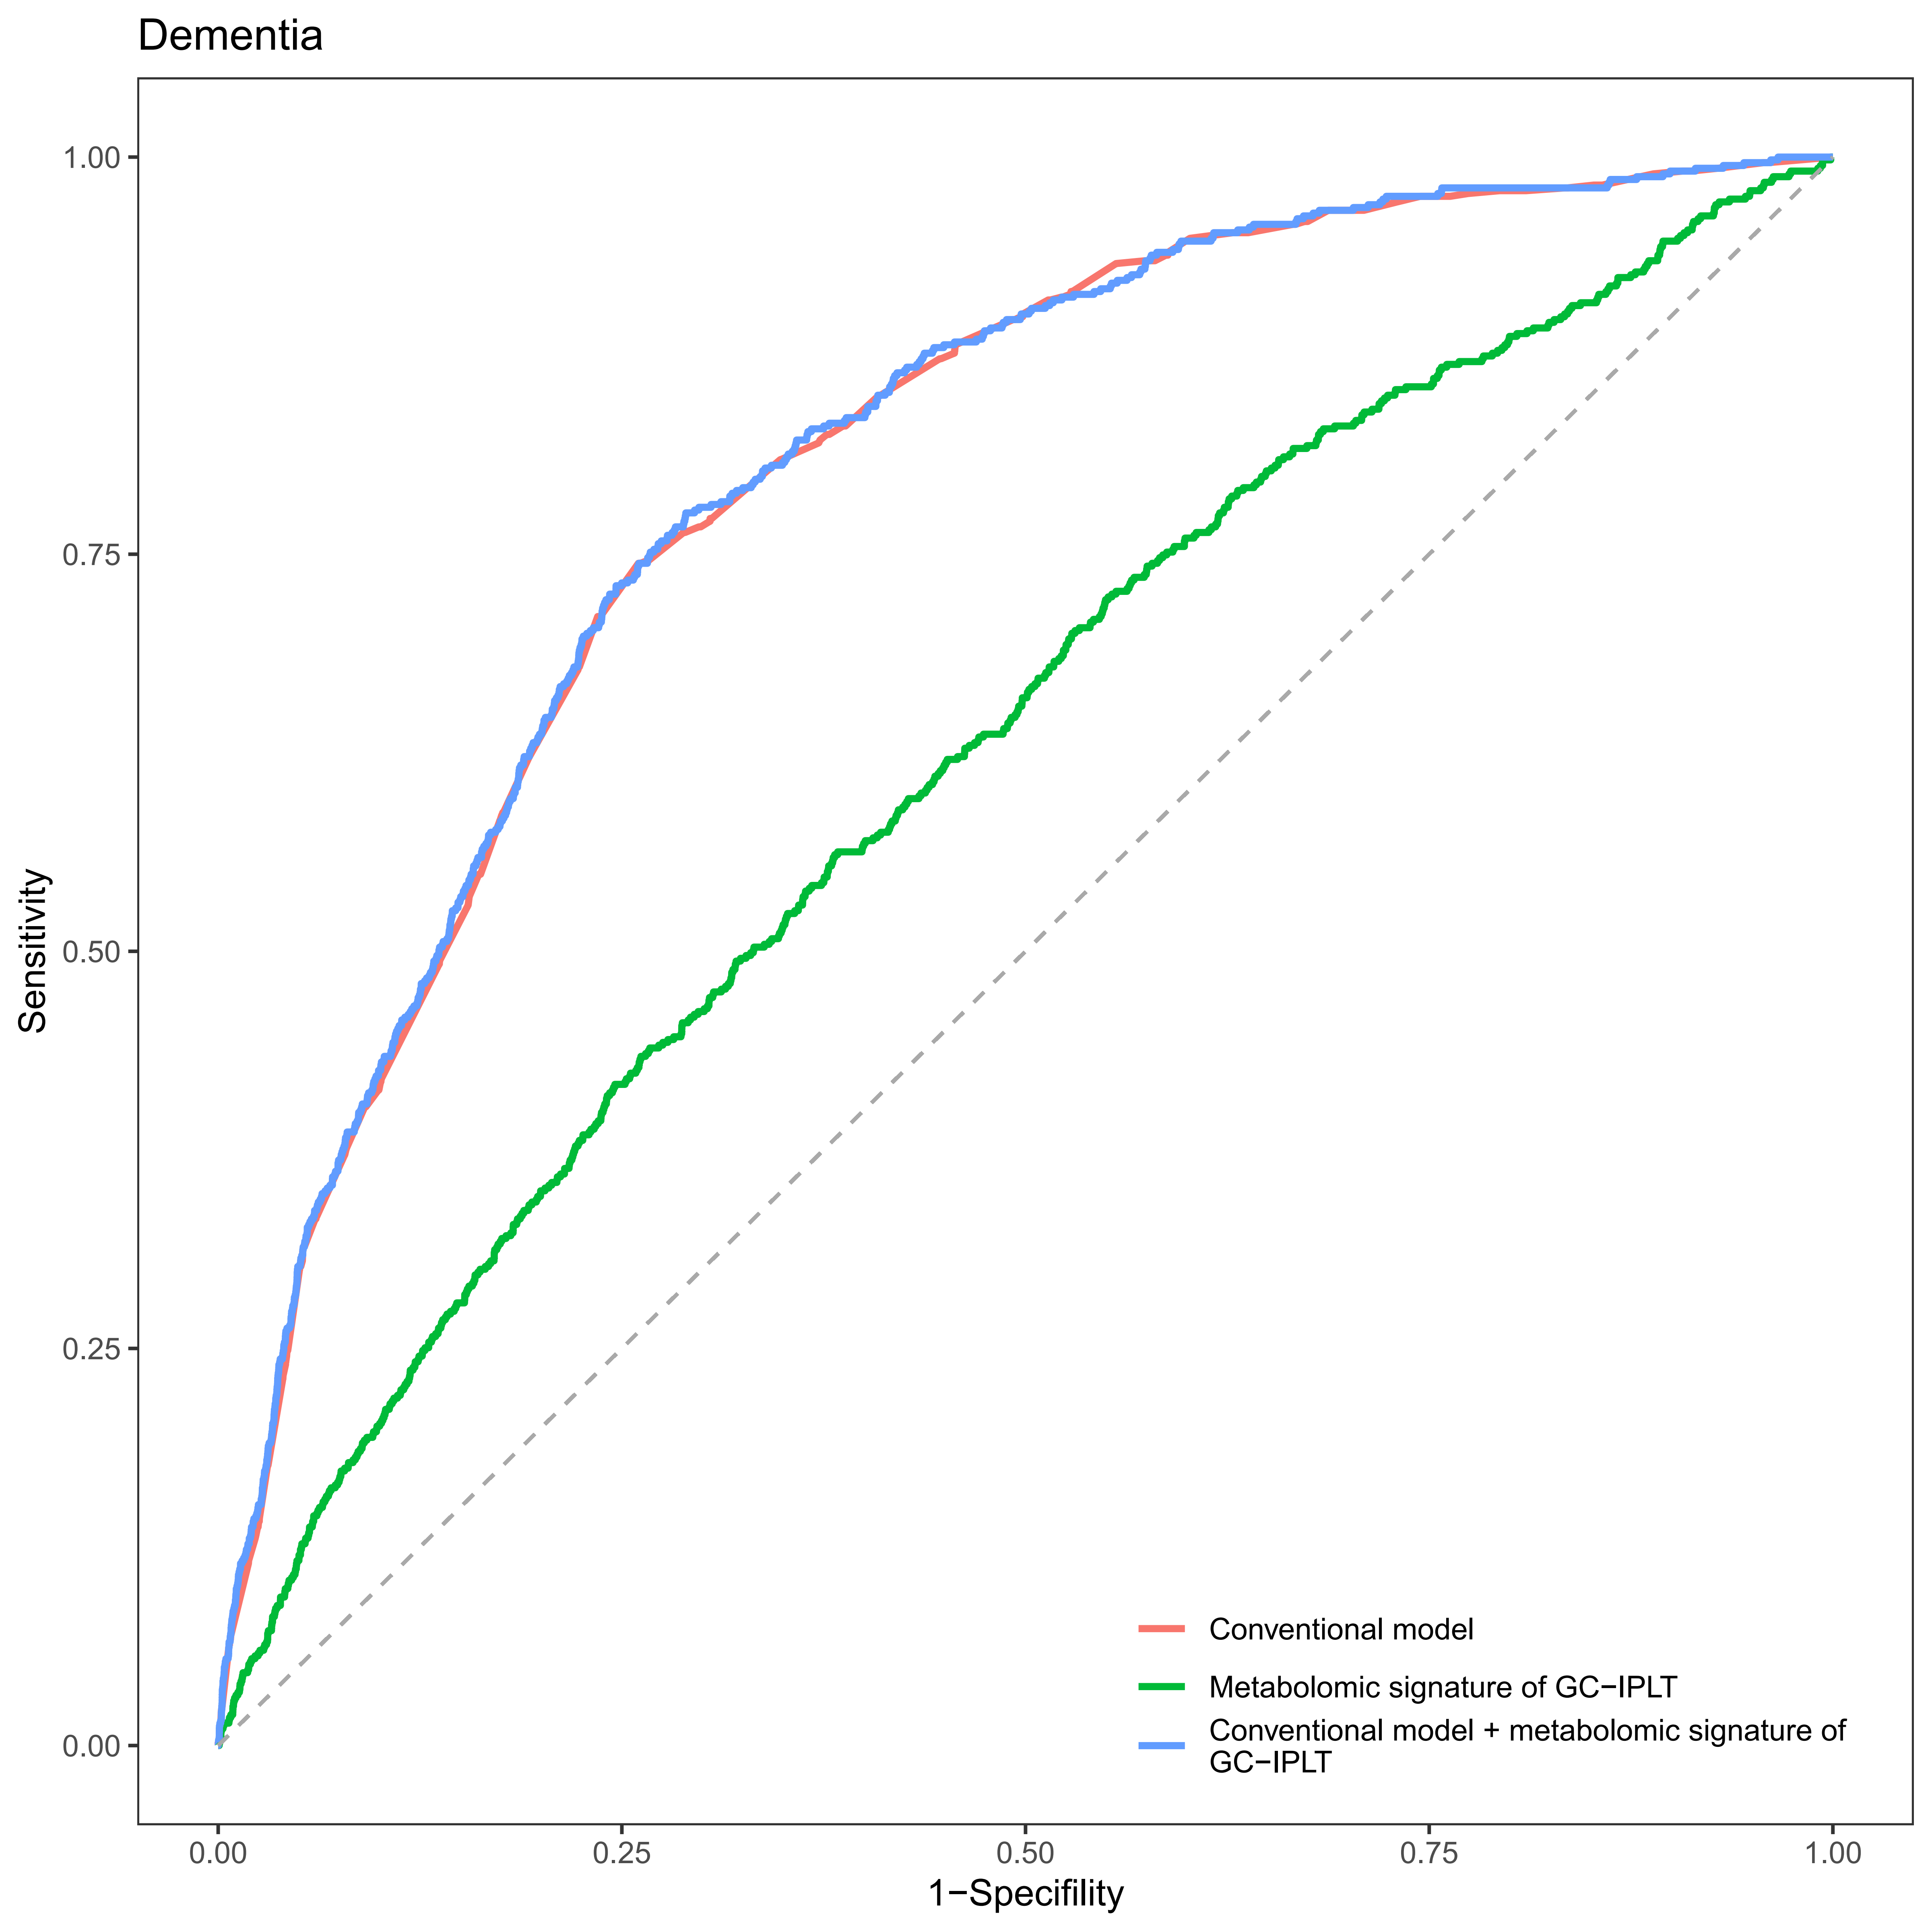 Dementia
1.00
0.75
0.50
0.25
0.00
Sensitivity
Conventional model
Metabolomic signature of GC−IPLT
Conventional model + metabolomic signature of
GC−IPLT
0.00 0.25 0.50 0.75 1.00
1−Specifility